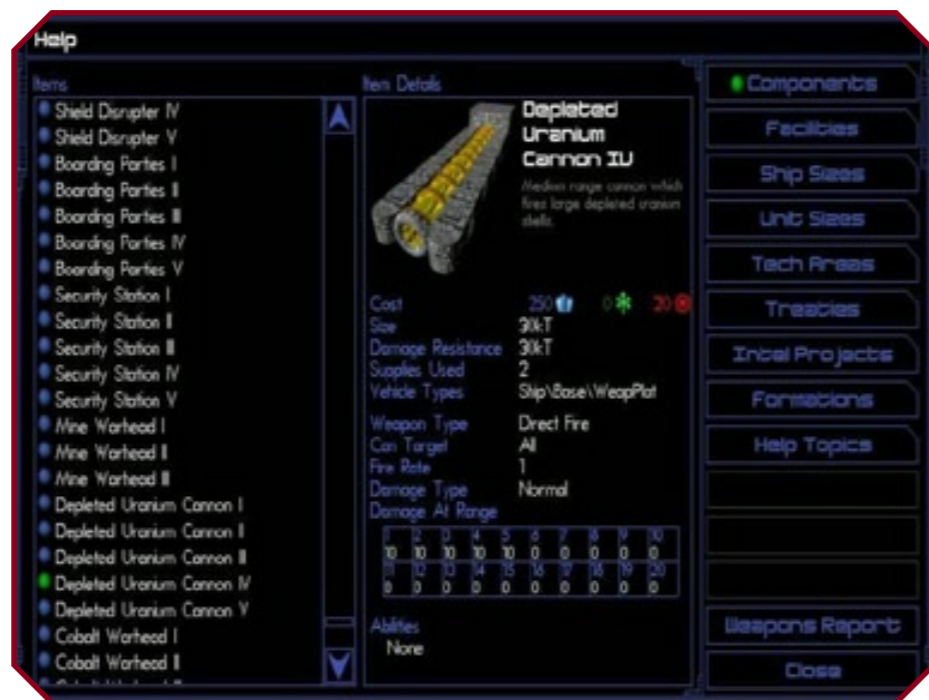 Help
Items
Shield Disrupter IV
Shield Disrupter V
Boarding Parties I
Boarding Parties II
Boarding Parties III
Boarding Parties IV
Boarding Parties V
Security Station I
Security Station II
Security Station III
Security Station IV
Security Station V
Mine Warhead I
Mine Warhead II
Mine Warhead III
Depleted Uranium Cannon I
Depleted Uranium Cannon II
Depleted Uranium Cannon III
Depleted Uranium Cannon IV
Depleted Uranium Cannon V
Cobalt Warhead I
Cobalt Warhead II
Item Details
Depleted
Uranium
Cannon IV
Medium range cannon which
fires large depleted uranium
shells.
Cost 250 0 20
Size 30kT
Damage Resistance 30kT
Supplies Used 2
Vehicle Types Ship\Base\WeapPlat
Weapon Type Direct Fire
Can Target All
Fire Rate 1
Damage Type Normal
Damage At Range
1 2 3 4 5 6 7 8 9 10
10 10 10 10 10 0 0 0 0 0
11 12 13 14 15 16 17 18 19 20
0 0 0 0 0 0 0 0 0 0
Abilities
None
Components
Facilities
Ship Sizes
Unit Sizes
Tech Areas
Treaties
Intel Projects
Formations
Help Topics
Weapons Report
Close